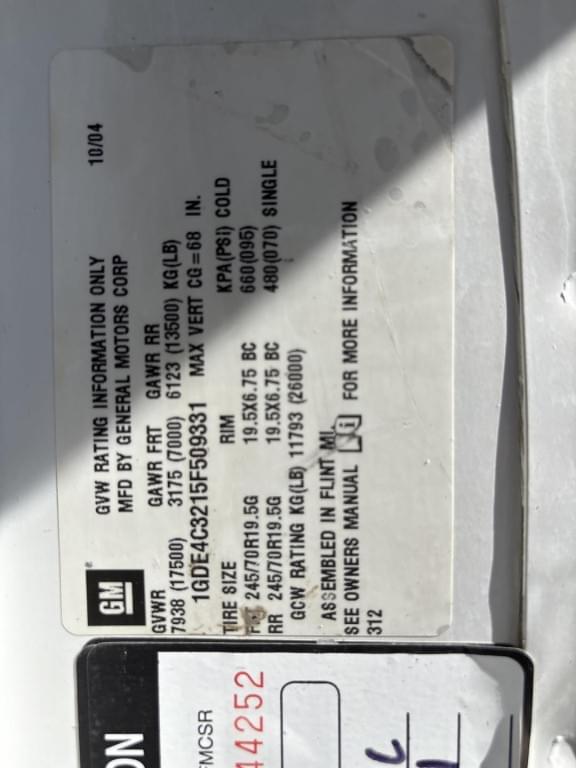 GM
GVW RATING INFORMATION ONLY 10/04
MFD BY GENERAL MOTORS CORP
GVWR GAWR FRT GAWR RR
7938 (17500) 3175 (7000) 6123 (13500) KG(LB)
1GDE4C3215F509331 MAX VERT CG=68 IN.
TIRE SIZE RIM KPA(PSI) COLD
245/70R19.5G 19.5X6.75 BC 660(095)
RR 245/70R19.5G 19.5X6.75 BC 480(070) SINGLE
GCW RATING KG(LB) 11793 (26000)
ASSEMBLED IN FLINT MI
SEE OWNERS MANUAL i FOR MORE INFORMATION
312
ON
FMCSR
44252